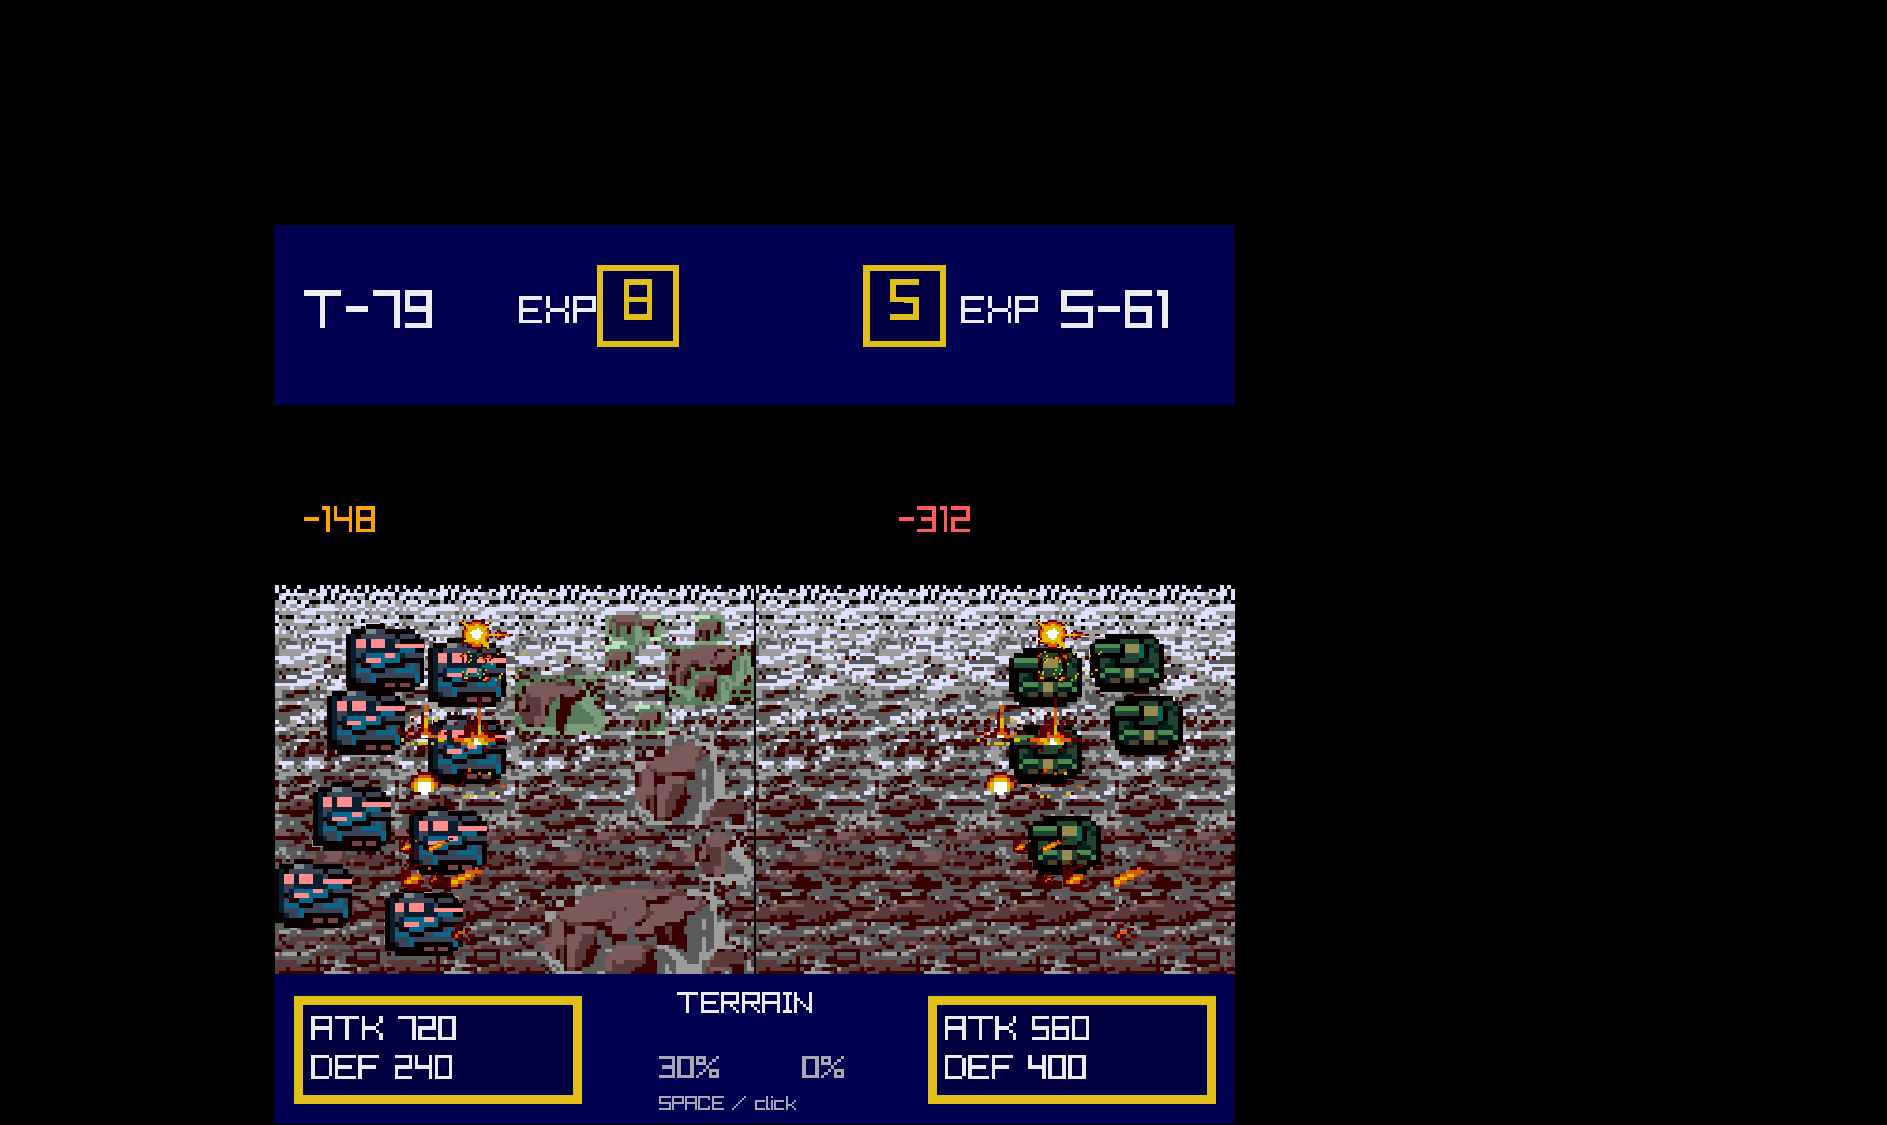 T-79 EXP 8 5 EXP S-61
-148 -312
TERRAIN
ATK 720
DEF 240
30% 0%
ATK 560
DEF 400
SPACE / click